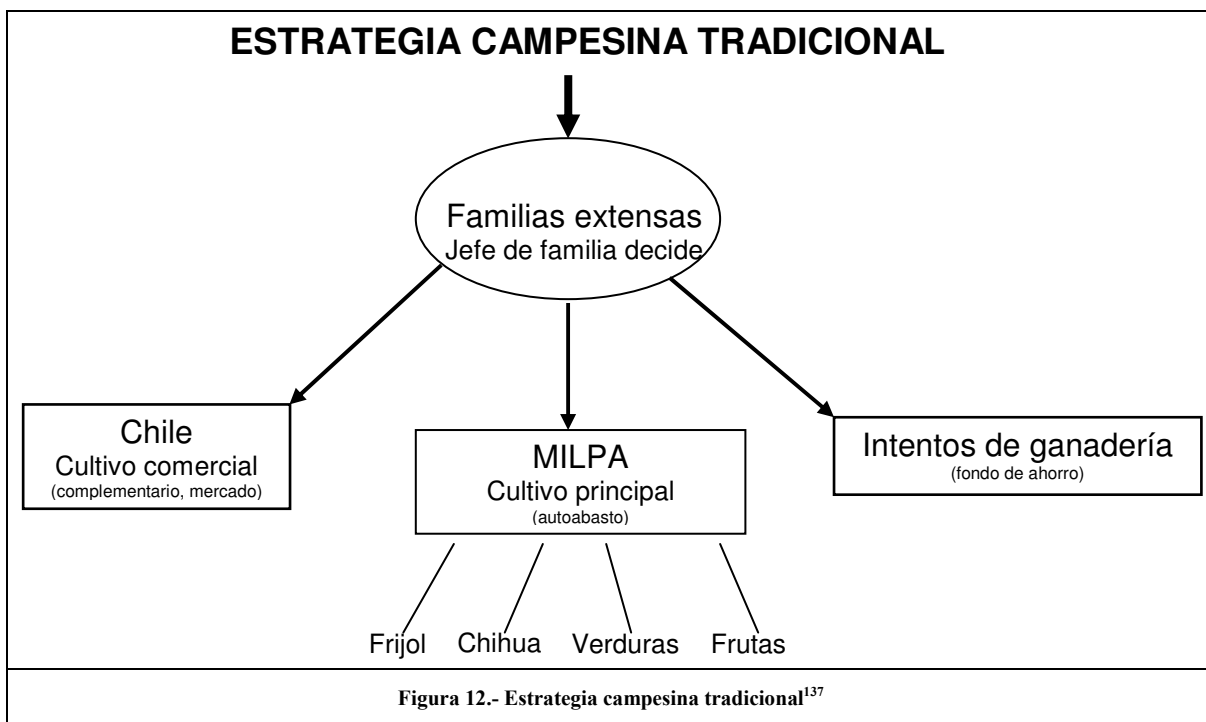 ESTRATEGIA CAMPESINA TRADICIONAL
Familias extensas
Jefe de familia decide
Chile
Cultivo comercial
(complementario, mercado)
MILPA
Cultivo principal
(autoabasto)
Intentos de ganadería
(fondo de ahorro)
Frijol Chihua Verduras Frutas
Figura 12.- Estrategia campesina tradicional137